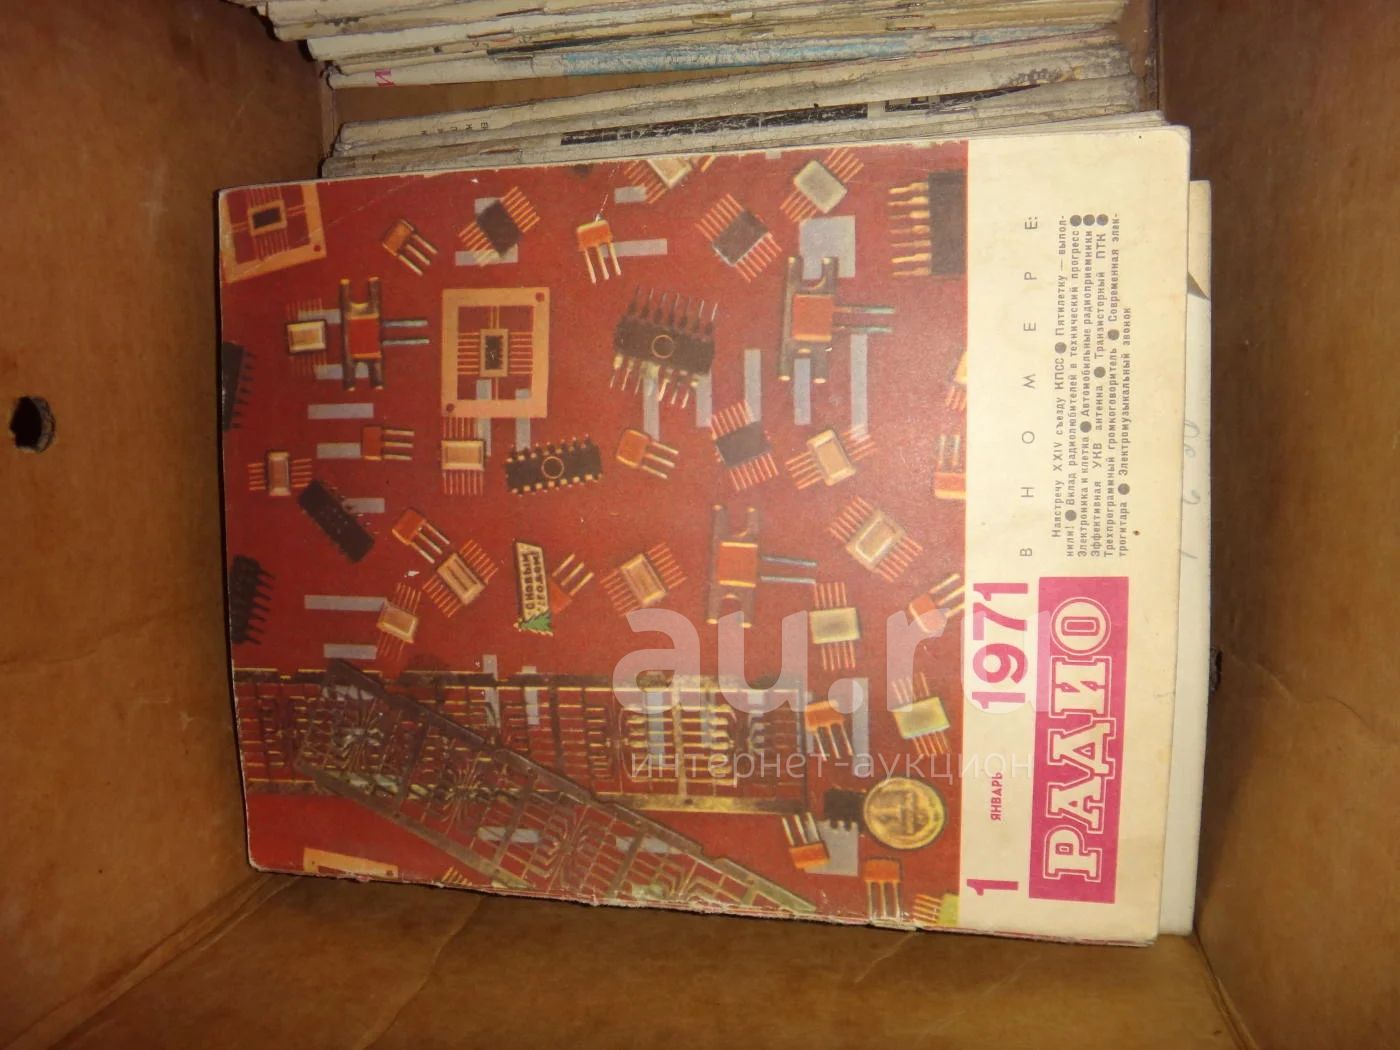 1
ЯНВАРЬ
1971
РАДИО
В НОМЕРЕ:
Навстречу XXIV съезду КПСС ● Пятилетку — выпол-
нили! ● Вклад радиолюбителей в технический прогресс ●
Электроника и клетка ● Автомобильные радиоприемники ●
Эффективная УКВ антенна ● Транзисторный ПТК ●
Трехпрограммный громкоговоритель ● Современная элек-
трогитара ● Электромузыкальный звонок
С НОВЫМ
ГОДОМ!
au.ru
интернет-аукцион